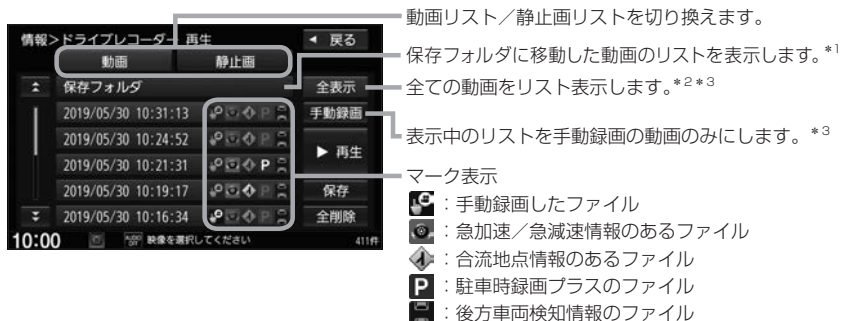 情報>ドライブレコーダー 再生
◀ 戻る
動画
静止画
保存フォルダ
全表示
2019/05/30 10:31:13
手動録画
2019/05/30 10:24:52
2019/05/30 10:21:31
▶ 再生
2019/05/30 10:19:17
保存
2019/05/30 10:16:34
全削除
10:00
AUDIO OFF
映像を選択してください
411件
動画リスト／静止画リストを切り換えます。
保存フォルダに移動した動画のリストを表示します。*1
全ての動画をリスト表示します。*2*3
表示中のリストを手動録画の動画のみにします。*3
マーク表示
：手動録画したファイル
：急加速／急減速情報のあるファイル
：合流地点情報のあるファイル
P：駐車時録画プラスのファイル
：後方車両検知情報のファイル